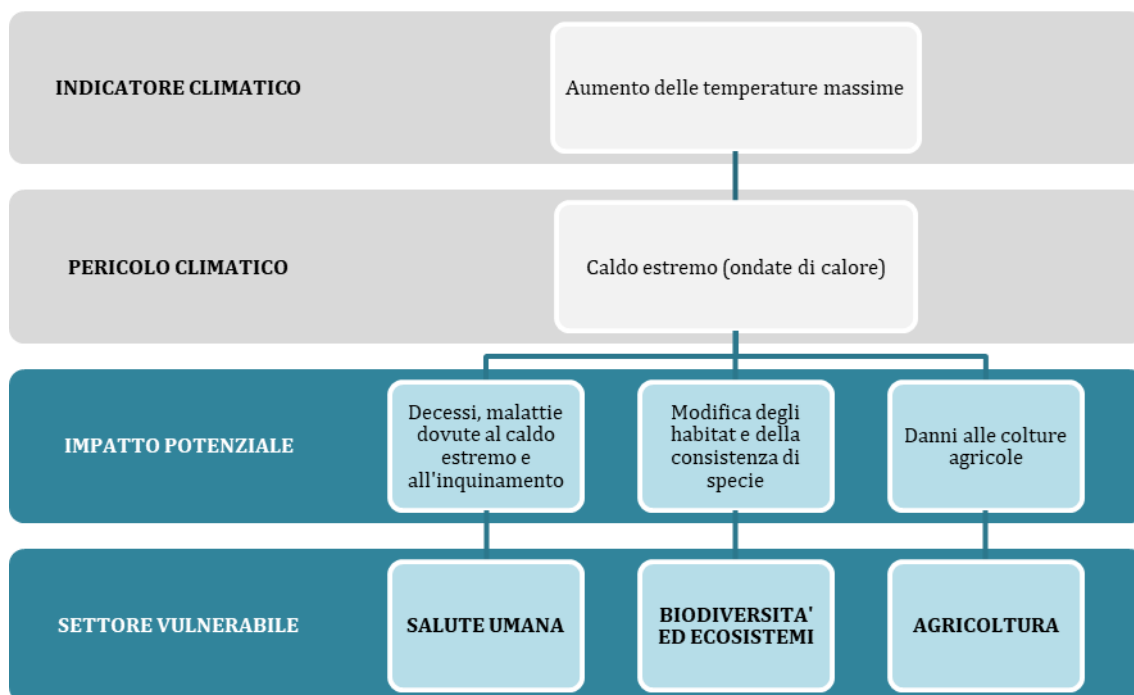 INDICATORE CLIMATICO
Aumento delle temperature massime
PERICOLO CLIMATICO
Caldo estremo (ondate di calore)
IMPATTO POTENZIALE
Decessi, malattie
dovute al caldo
estremo e
all'inquinamento
Modifica degli
habitat e della
consistenza di
specie
Danni alle colture
agricole
SETTORE VULNERABILE
SALUTE UMANA
BIODIVERSITA'
ED ECOSISTEMI
AGRICOLTURA